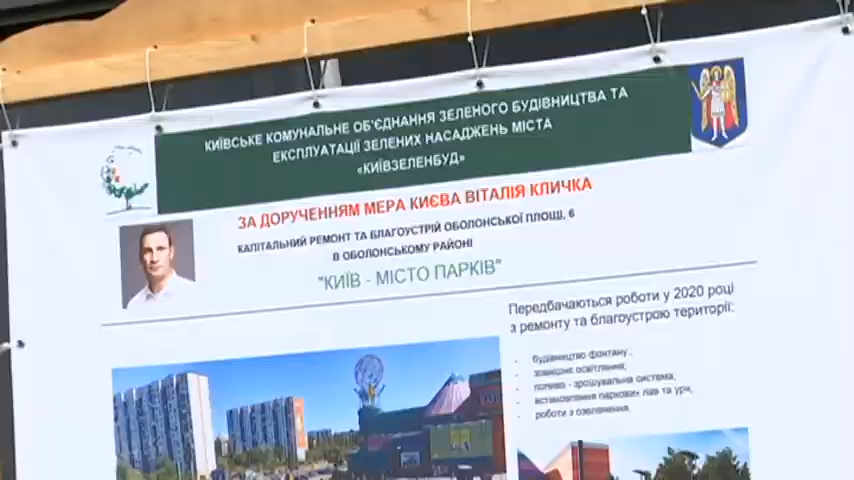 КИЇВСЬКЕ КОМУНАЛЬНЕ ОБ'ЄДНАННЯ ЗЕЛЕНОГО БУДІВНИЦТВА ТА
ЕКСПЛУАТАЦІЇ ЗЕЛЕНИХ НАСАДЖЕНЬ МІСТА
«КИЇВЗЕЛЕНБУД»
ЗА ДОРУЧЕННЯМ МЕРА КИЄВА ВІТАЛІЯ КЛИЧКА
КАПІТАЛЬНИЙ РЕМОНТ ТА БЛАГОУСТРІЙ ОБОЛОНСЬКОЇ ПЛОЩІ, 6
В ОБОЛОНСЬКОМУ РАЙОНІ
"КИЇВ - МІСТО ПАРКІВ"
Передбачаються роботи у 2020 році
з ремонту та благоустрою території:
- будівництво фонтану ;
- зовнішнє освітлення;
- поливо - зрошувальна система,
- встановлення паркових лав та урн,
- роботи з озеленення.